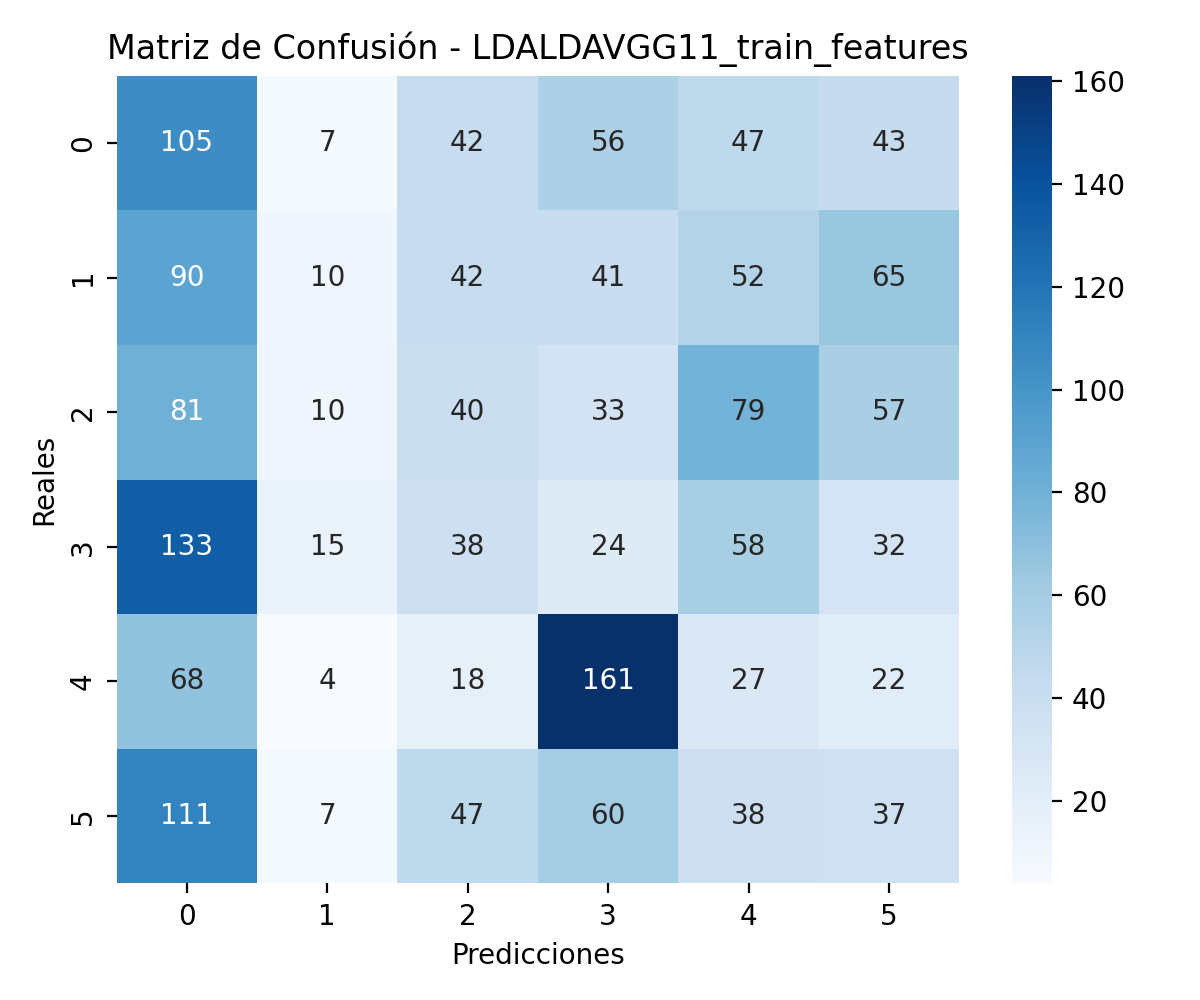 Matriz de Confusión - LDALDAVGG11_train_features
0 105 7 42 56 47 43
1 90 10 42 41 52 65
2 81 10 40 33 79 57
3 133 15 38 24 58 32
4 68 4 18 161 27 22
5 111 7 47 60 38 37
0 1 2 3 4 5
Predicciones
Reales
160
140
120
100
80
60
40
20